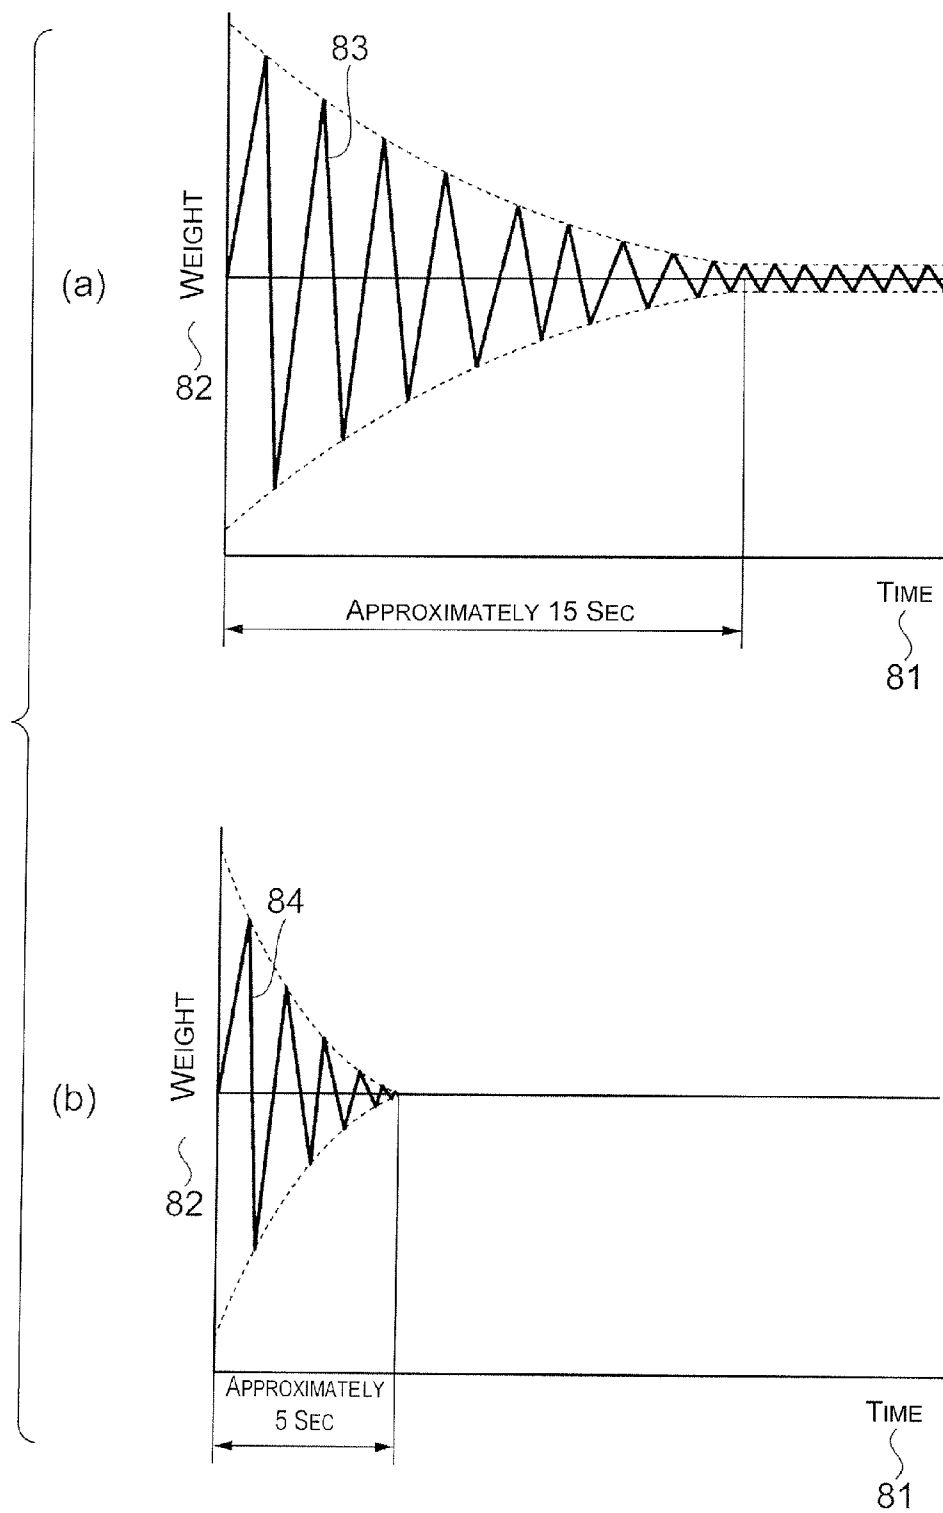 83
(a)
WEIGHT
82
APPROXIMATELY 15 SEC
TIME
81
84
(b)
WEIGHT
82
APPROXIMATELY
5 SEC
TIME
81